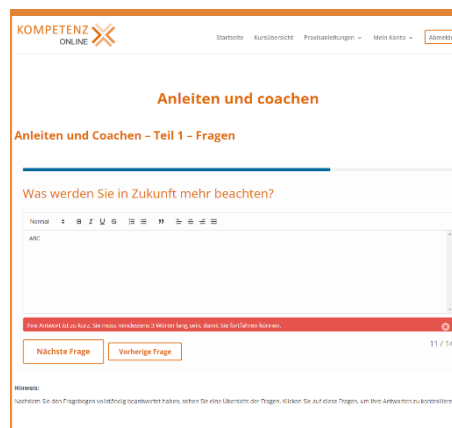 KOMPETENZ
ONLINE
Startseite Kursübersicht Praxisanleitungen Mein Konto Abmelde
Anleiten und coachen
Anleiten und Coachen – Teil 1 – Fragen
Was werden Sie in Zukunft mehr beachten?
Normal B I U S
ABC
Ihre Antwort ist zu kurz. Sie muss mindestens 3 Wörter lang sein, damit Sie fortfahren können.
Nächste Frage Vorherige Frage 11 / 14
Hinweis:
Nachdem Sie den Fragebogen vollständig beantwortet haben, sehen Sie eine Übersicht der Fragen. Klicken Sie auf diese Fragen, um Ihre Antworten zu kontrolliere